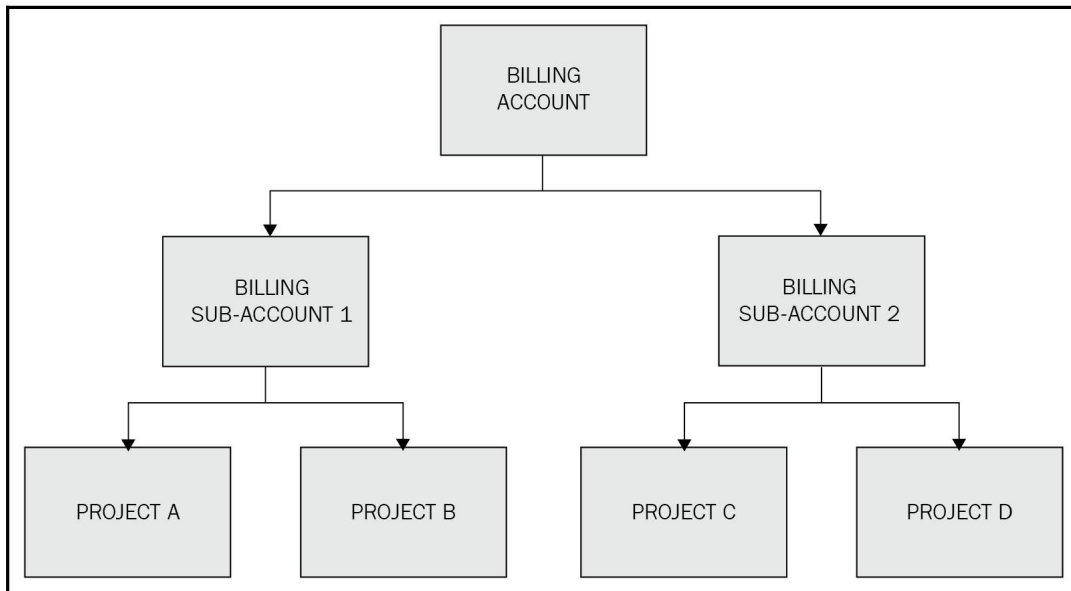 BILLING
ACCOUNT
BILLING
SUB-ACCOUNT 1
BILLING
SUB-ACCOUNT 2
PROJECT A
PROJECT B
PROJECT C
PROJECT D